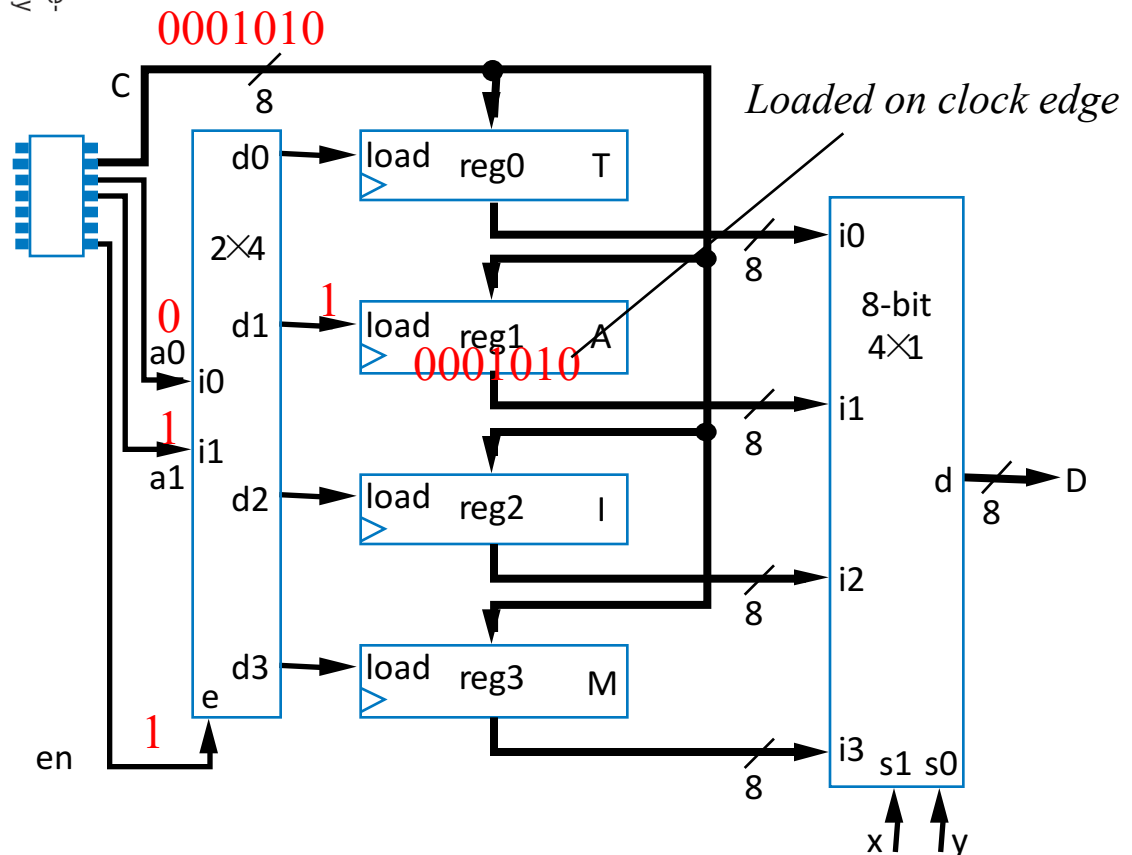 e-
y
0001010
C
8
Loaded on clock edge
d0
load
reg0
T
2×4
8
i0
0
a0
d1
1
load
reg1
A
0001010
8-bit
4×1
i0
1
i1
a1
8
i1
d2
load
reg2
I
d
8
D
8
i2
d3
load
reg3
M
e
1
en
8
i3
s1 s0
x
y